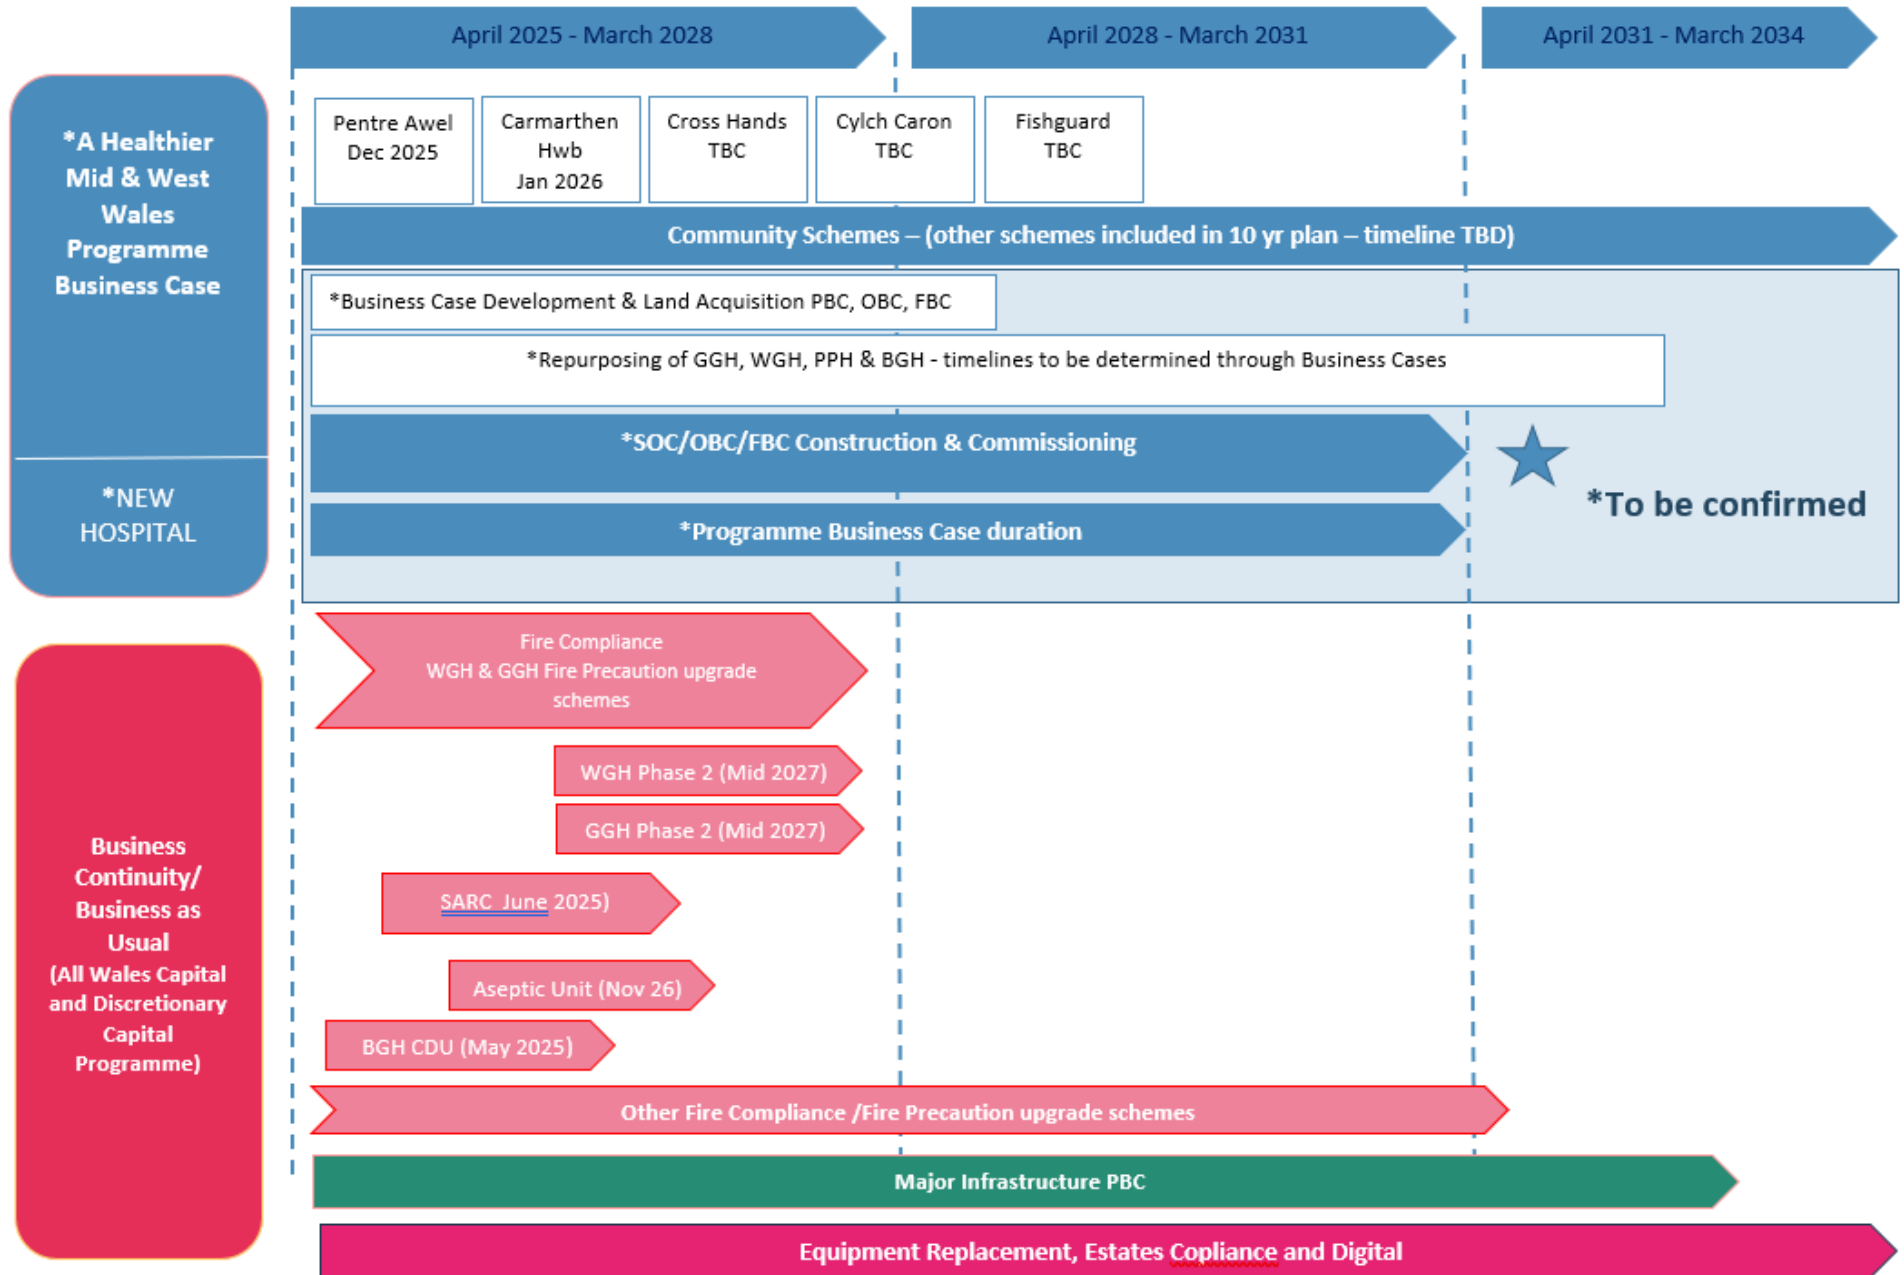 April 2025 - March 2028
April 2028 - March 2031
April 2031 - March 2034
*A Healthier
Mid & West
Wales
Programme
Business Case
*NEW
HOSPITAL
Pentre Awel
Dec 2025
Carmarthen
Hwb
Jan 2026
Cross Hands
TBC
Cylch Caron
TBC
Fishguard
TBC
Community Schemes – (other schemes included in 10 yr plan – timeline TBD)
*Business Case Development & Land Acquisition PBC, OBC, FBC
*Repurposing of GGH, WGH, PPH & BGH - timelines to be determined through Business Cases
*SOC/OBC/FBC Construction & Commissioning
*To be confirmed
*Programme Business Case duration
Business
Continuity/
Business as
Usual
(All Wales Capital
and Discretionary
Capital
Programme)
Fire Compliance
WGH & GGH Fire Precaution upgrade
schemes
WGH Phase 2 (Mid 2027)
GGH Phase 2 (Mid 2027)
SARC June 2025)
Aseptic Unit (Nov 26)
BGH CDU (May 2025)
Other Fire Compliance /Fire Precaution upgrade schemes
Major Infrastructure PBC
Equipment Replacement, Estates Copliance and Digital